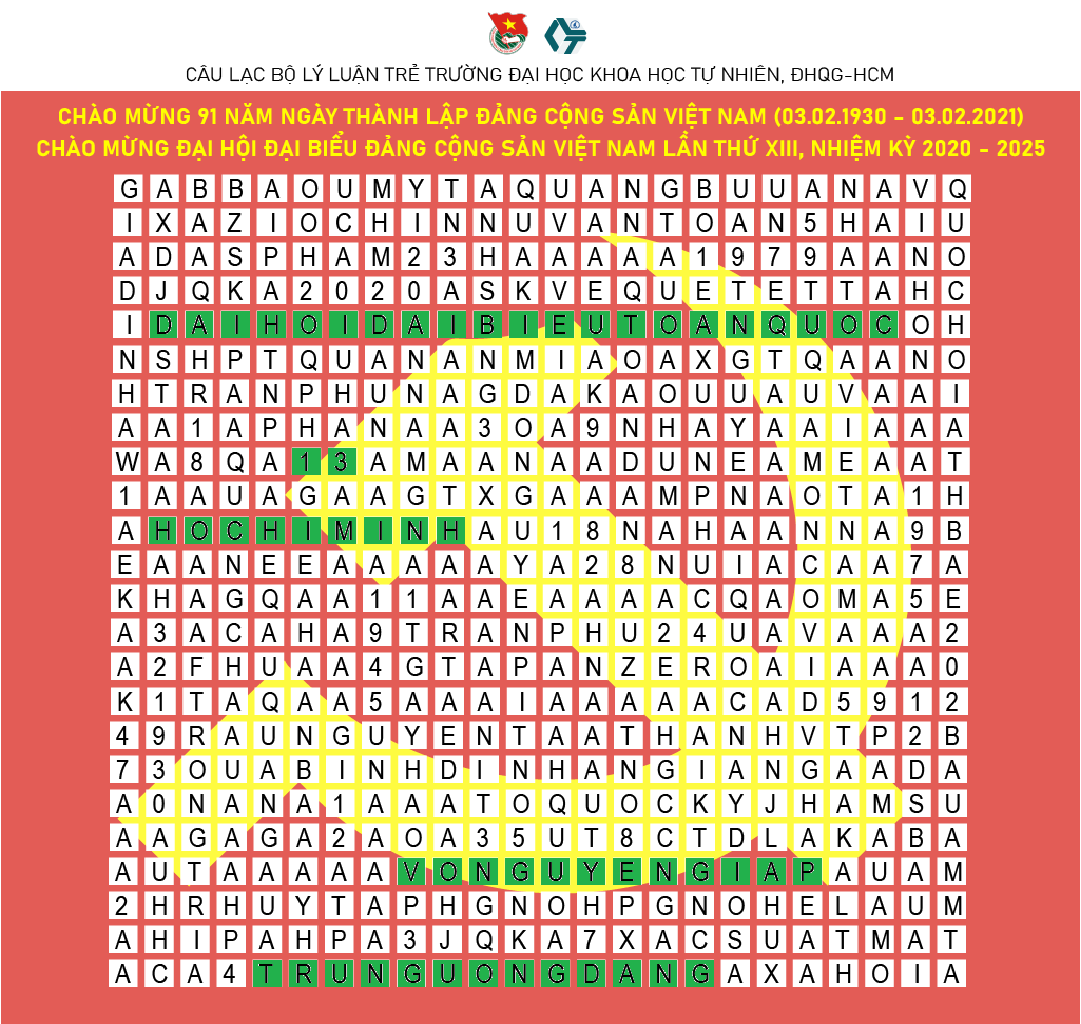 CÂU LẠC BỘ LÝ LUẬN TRẺ TRƯỜNG ĐẠI HỌC KHOA HỌC TỰ NHIÊN, ĐHQG-HCM
CHÀO MỪNG 91 NĂM NGÀY THÀNH LẬP ĐẢNG CỘNG SẢN VIỆT NAM (03.02.1930 - 03.02.2021)
CHÀO MỪNG ĐẠI HỘI ĐẠI BIỂU ĐẢNG CỘNG SẢN VIỆT NAM LẦN THỨ XIII, NHIỆM KỲ 2020 - 2025
G A B B A O U M Y T A Q U A N G B U U A N A V Q
I X A Z I O C H I N N U V A N T O A N 5 H A I U
A D A S P H A M 2 3 H A A A A A 1 9 7 9 A A N O
D J Q K A 2 0 2 0 A S K V E Q U E T E T T A H C
I D A I H O I D A I B I E U T O A N Q U O C O H
N S H P T Q U A N A N M I A O A X G T Q A A N O
H T R A N P H U N A G D A K A O U U A U V A A I
A A 1 A P H A N A A 3 O A 9 N H A Y A A I A A A
W A 8 Q A 1 3 A M A A N A A D U N E A M E A A T
1 A A U A G A A G T X G A A A M P N A O T A 1 H
A H O C H I M I N H A U 1 8 N A H A A N N A 9 B
E A A N E E A A A A A Y A 2 8 N U I A C A A 7 A
K H A G Q A A 1 1 A A E A A A A C Q A O M A 5 E
A 3 A C A H A 9 T R A N P H U 2 4 U A V A A A 2
A 2 F H U A A 4 G T A P A N Z E R O A I A A A 0
K 1 T A Q A A 5 A A A I A A A A A C A D 5 9 1 2
4 9 R A U N G U Y E N T A A T H A N H V T P 2 B
7 3 O U A B I N H D I N H A N G I A N G A A D A
A 0 N A N A 1 A A A T O Q U O C K Y J H A M S U
A A G A G A 2 A O A 3 5 U T 8 C T D L A K A B A
A U T A A A A A V O N G U Y E N G I A P A U A M
2 H R H U Y T A P H G N O H P G N O H E L A U M
A H I P A H P A 3 J Q K A 7 X A C S U A T M A T
A C A 4 T R U N G U O N G D A N G A X A H O I A